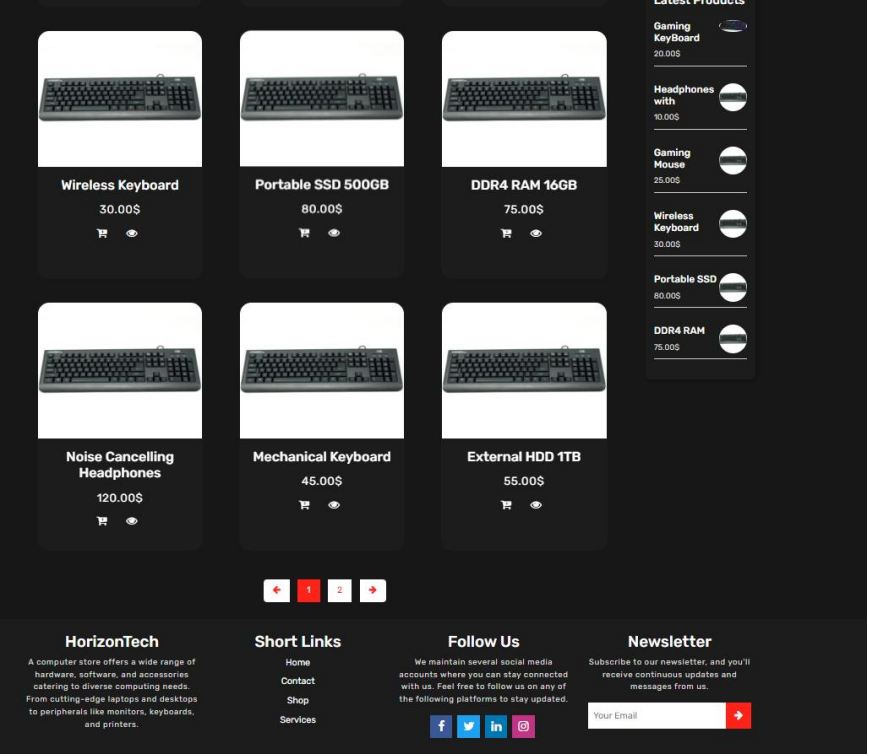 Latest Products
Gaming
KeyBoard
20.00$
Headphones
with
10.00$
Gaming
Mouse
25.00$
Wireless
Keyboard
30.00$
Portable SSD
80.00$
DDR4 RAM
75.00$
Wireless Keyboard
30.00$
Portable SSD 500GB
80.00$
DDR4 RAM 16GB
75.00$
Noise Cancelling
Headphones
120.00$
Mechanical Keyboard
45.00$
External HDD 1TB
55.00$
1
2
HorizonTech
A computer store offers a wide range of
hardware, software, and accessories
catering to diverse computing needs.
From cutting-edge laptops and desktops
to peripherals like monitors, keyboards,
and printers.
Short Links
Home
Contact
Shop
Services
Follow Us
We maintain several social media
accounts where you can stay connected
with us. Feel free to follow us on any of
the following platforms to stay updated.
Newsletter
Subscribe to our newsletter, and you'll
receive continuous updates and
messages from us.
Your Email